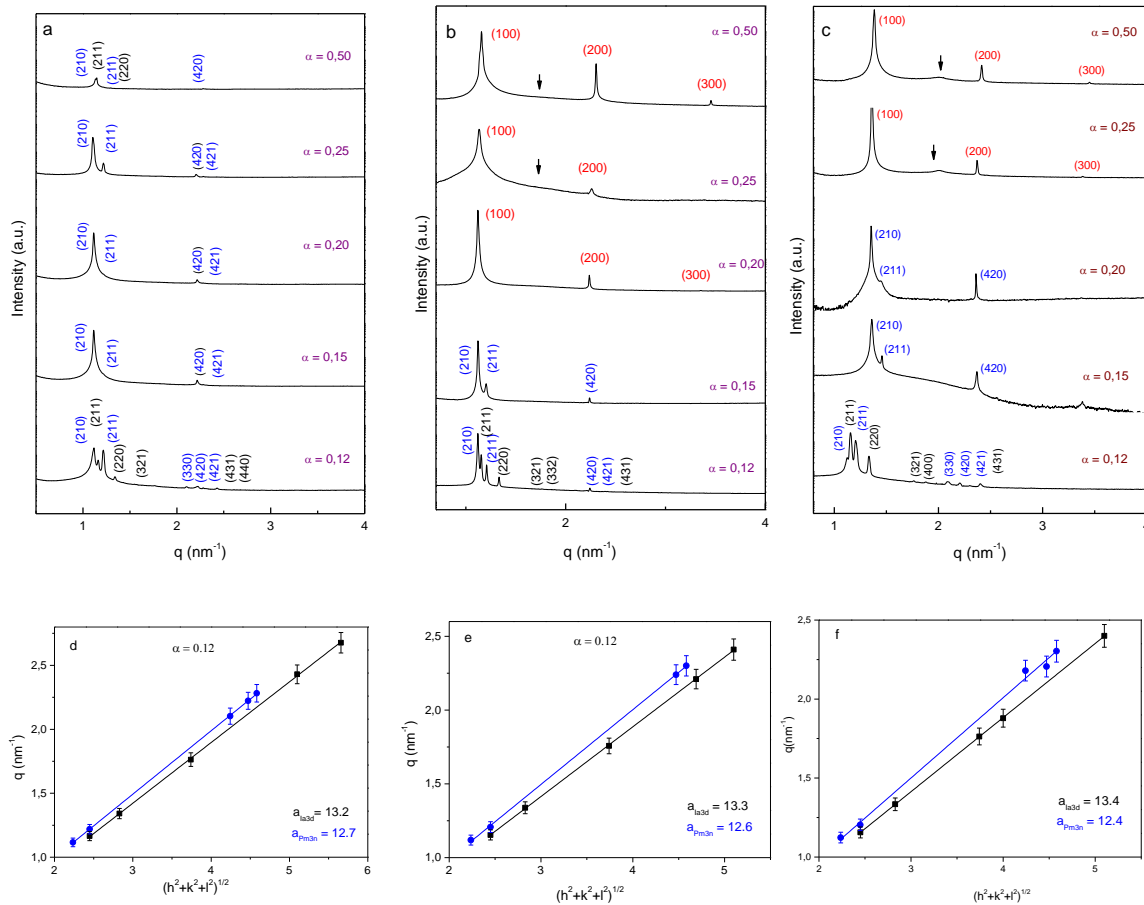 a
(210)
(211)
(211)
(220)
(420)
α = 0,50
(210)
(211)
(420)
(421)
α = 0,25
(210)
(211)
(420)
(421)
α = 0,20
(210)
(211)
(420)
(421)
α = 0,15
(210)
(211)
(211)
(220)
(321)
(330)
(420)
(421)
(431)
(440)
α = 0,12
Intensity (a.u.)
1 2 3 4
q (nm⁻¹)
b
(100)
(200)
(300)
α = 0,50
(100)
(200)
α = 0,25
(100)
(200)
(300)
α = 0,20
(210)
(211)
(420)
α = 0,15
(210)
(211)
(211)
(220)
(321)
(332)
(420)
(421)
(431)
α = 0,12
Intensity (a.u.)
2 4
q (nm⁻¹)
c
(100)
(200)
(300)
α = 0,50
(100)
(200)
(300)
α = 0,25
(210)
(211)
(420)
α = 0,20
(210)
(211)
(420)
α = 0,15
(210)
(211)
(211)
(220)
(321)
(400)
(330)
(420)
(421)
(431)
α = 0,12
Intensity (a.u.)
1 2 3 4
q (nm⁻¹)
d
α = 0.12
2,5
2,0
1,5
1,0
q (nm⁻¹)
a_Ia3d = 13.2
a_Pm3n = 12.7
2 3 4 5 6
(h²+k²+l²)^1/2
e
α = 0.12
2,5
2,0
1,5
1,0
q (nm⁻¹)
a_Ia3d = 13.3
a_Pm3n = 12.6
2 3 4 5
(h²+k²+l²)^1/2
f
2,5
2,0
1,5
1,0
q(nm⁻¹)
a_Ia3d = 13.4
a_Pm3n = 12.4
2 3 4 5
(h²+k²+l²)^1/2